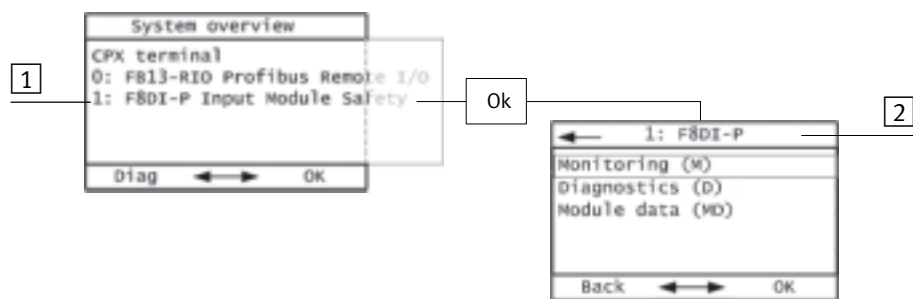 System overview
CPX terminal
0: FB13-RIO Profibus Remote I/O
1: F8DI-P Input Module Safety
Diag OK
1
Ok
2
1: F8DI-P
Monitoring (M)
Diagnostics (D)
Module data (MD)
Back OK